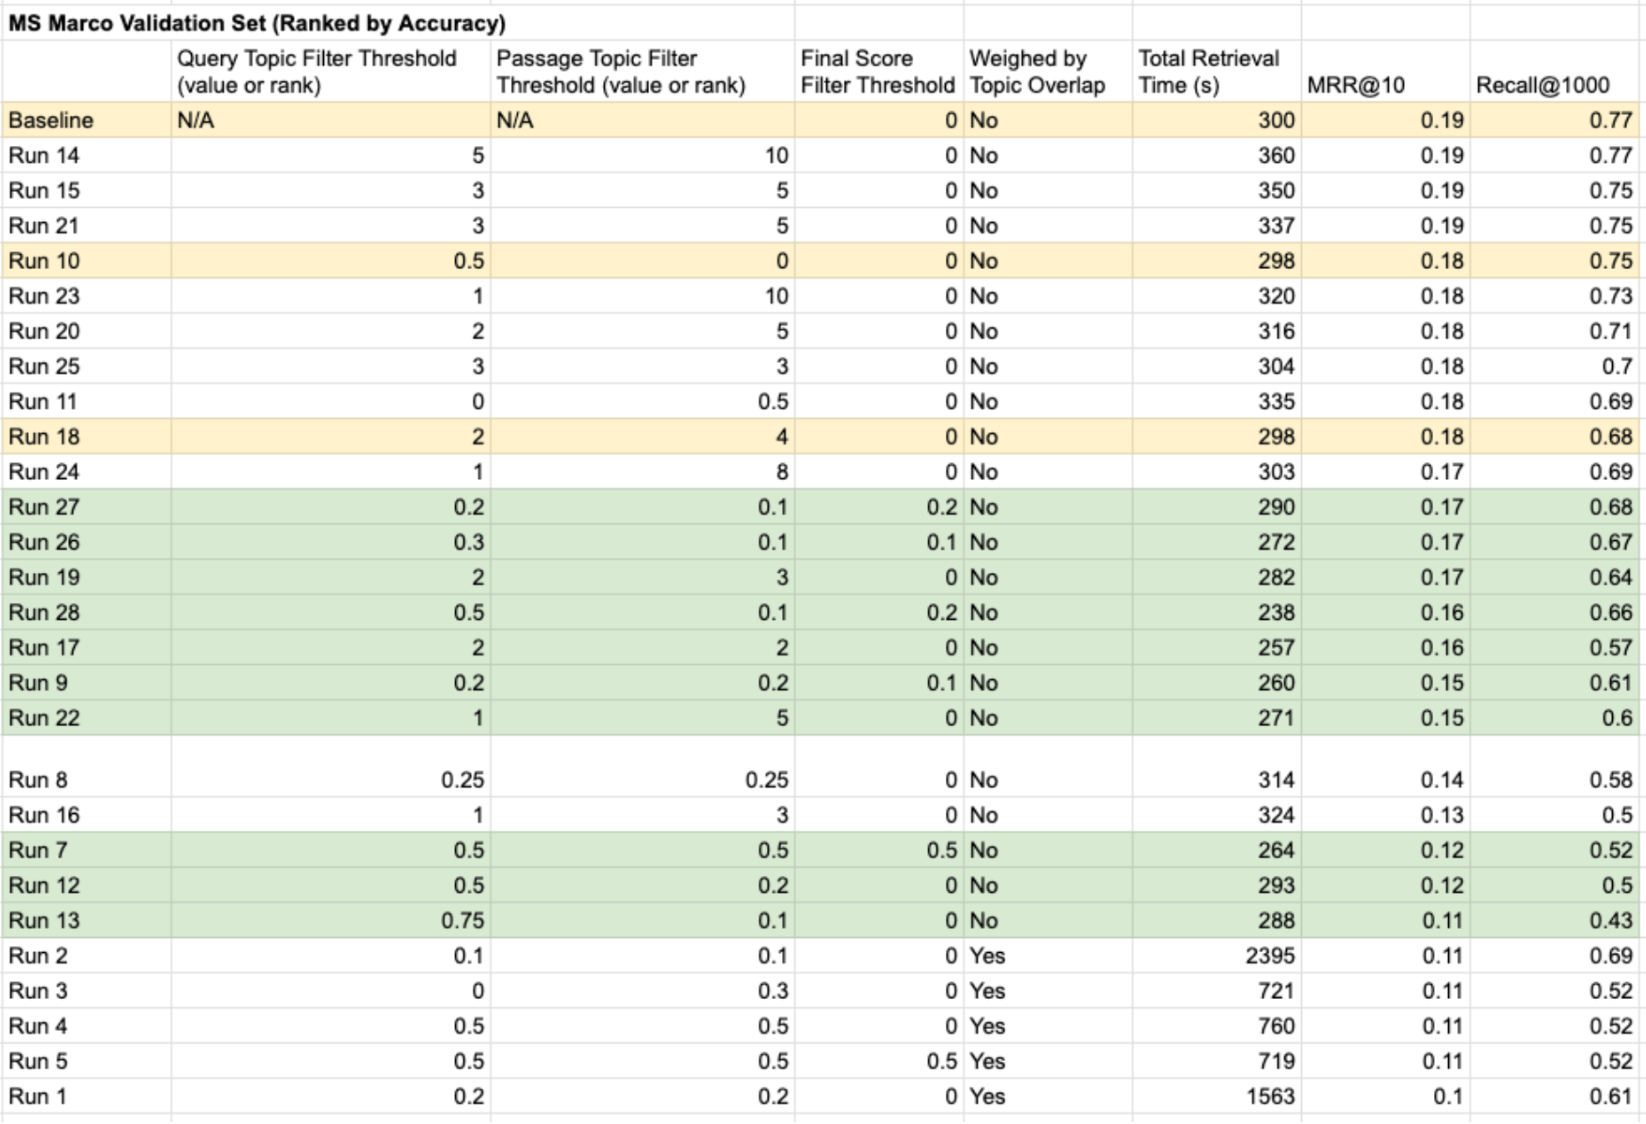 MS Marco Validation Set (Ranked by Accuracy)
Query Topic Filter Threshold (value or rank) Passage Topic Filter Threshold (value or rank) Final Score Filter Threshold Weighed by Topic Overlap Total Retrieval Time (s) MRR@10 Recall@1000
Baseline N/A N/A 0 No 300 0.19 0.77
Run 14 5 10 0 No 360 0.19 0.77
Run 15 3 5 0 No 350 0.19 0.75
Run 21 3 5 0 No 337 0.19 0.75
Run 10 0.5 0 0 No 298 0.18 0.75
Run 23 1 10 0 No 320 0.18 0.73
Run 20 2 5 0 No 316 0.18 0.71
Run 25 3 3 0 No 304 0.18 0.7
Run 11 0 0.5 0 No 335 0.18 0.69
Run 18 2 4 0 No 298 0.18 0.68
Run 24 1 8 0 No 303 0.17 0.69
Run 27 0.2 0.1 0.2 No 290 0.17 0.68
Run 26 0.3 0.1 0.1 No 272 0.17 0.67
Run 19 2 3 0 No 282 0.17 0.64
Run 28 0.5 0.1 0.2 No 238 0.16 0.66
Run 17 2 2 0 No 257 0.16 0.57
Run 9 0.2 0.2 0.1 No 260 0.15 0.61
Run 22 1 5 0 No 271 0.15 0.6
Run 8 0.25 0.25 0 No 314 0.14 0.58
Run 16 1 3 0 No 324 0.13 0.5
Run 7 0.5 0.5 0.5 No 264 0.12 0.52
Run 12 0.5 0.2 0 No 293 0.12 0.5
Run 13 0.75 0.1 0 No 288 0.11 0.43
Run 2 0.1 0.1 0 Yes 2395 0.11 0.69
Run 3 0 0.3 0 Yes 721 0.11 0.52
Run 4 0.5 0.5 0 Yes 760 0.11 0.52
Run 5 0.5 0.5 0.5 Yes 719 0.11 0.52
Run 1 0.2 0.2 0 Yes 1563 0.1 0.61